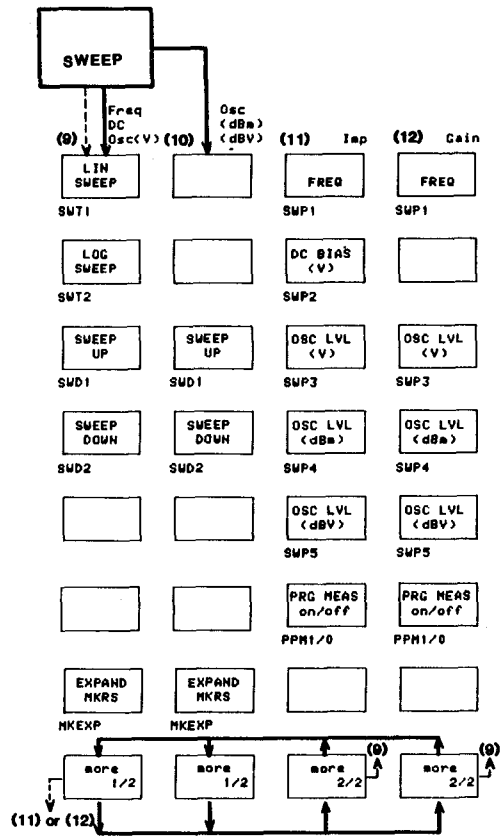 SWEEP
Freq
DC
Osc(V)
Osc
(dBm)
(dBV)
(9) (10) (11) Imp (12) Gain
LIN
SWEEP
FREQ
FREQ
SWT1 SWP1 SWP1
LOG
SWEEP
DC BIAS
(V)
SWT2 SWP2
SWEEP
UP
SWEEP
UP
OSC LVL
(V)
OSC LVL
(V)
SWD1 SWD1 SWP3 SWP3
SWEEP
DOWN
SWEEP
DOWN
OSC LVL
(dBm)
OSC LVL
(dBm)
SWD2 SWD2 SWP4 SWP4
OSC LVL
(dBV)
OSC LVL
(dBV)
SWP5 SWP5
PRG MEAS
on/off
PRG MEAS
on/off
PPM1/0 PPM1/0
EXPAND
MKRS
EXPAND
MKRS
MKEXP MKEXP
(9) (9)
more
1/2
more
1/2
more
2/2
more
2/2
(11) or (12)